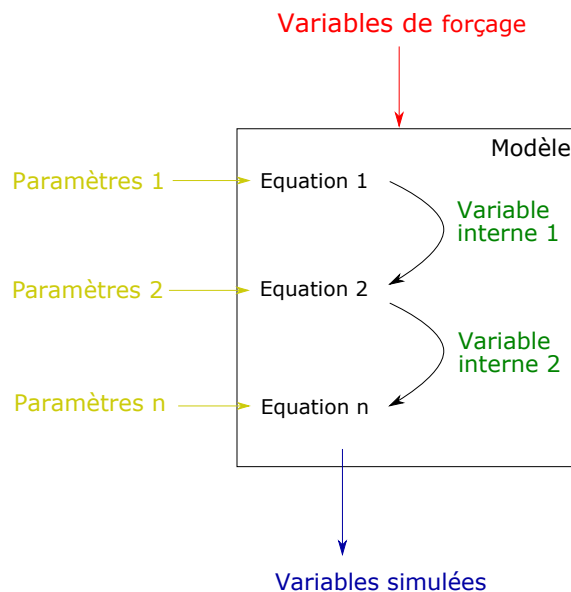 Variables de forçage
Modèle
Paramètres 1
Equation 1
Variable
interne 1
Paramètres 2
Equation 2
Variable
interne 2
Paramètres n
Equation n
Variables simulées